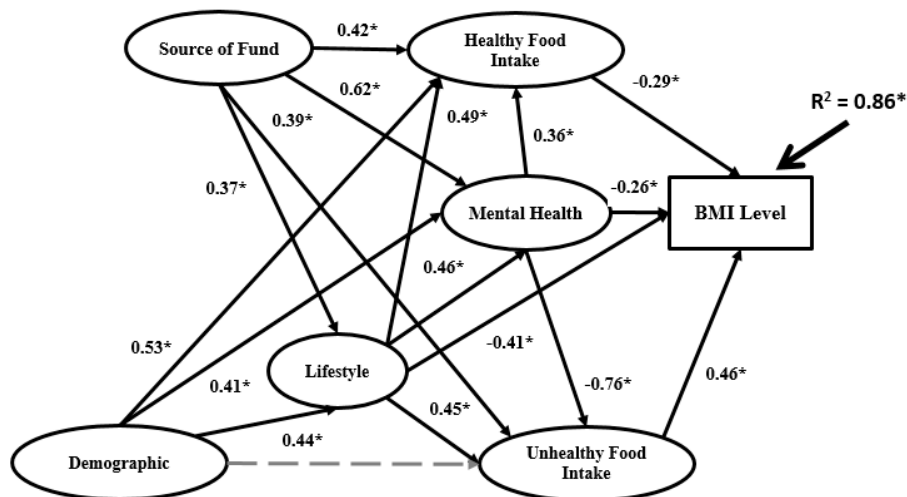 Source of Fund
0.42*
Healthy Food
Intake
-0.29*
R² = 0.86*
0.62*
0.39*
0.49*
0.36*
0.37*
Mental Health
-0.26*
BMI Level
0.46*
0.53*
0.41*
Lifestyle
-0.41*
-0.76*
0.46*
0.45*
0.44*
Demographic
Unhealthy Food
Intake